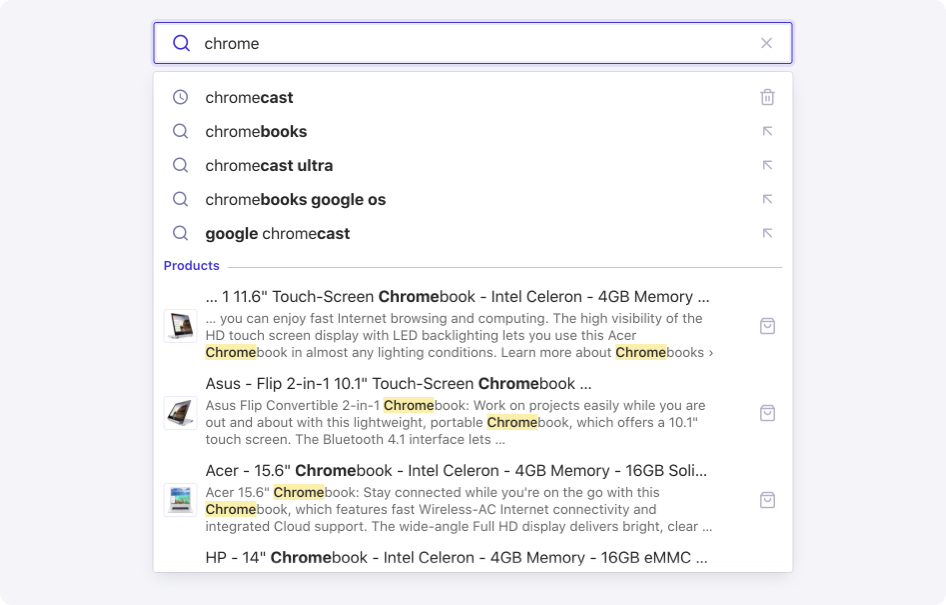 chrome
chromecast
chromebooks
chromecast ultra
chromebooks google os
google chromecast
Products
... 1 11.6" Touch-Screen Chromebook - Intel Celeron - 4GB Memory ...
... you can enjoy fast Internet browsing and computing. The high visibility of the
HD touch screen display with LED backlighting lets you use this Acer
Chromebook in almost any lighting conditions. Learn more about Chromebooks ›
Asus - Flip 2-in-1 10.1" Touch-Screen Chromebook ...
Asus Flip Convertible 2-in-1 Chromebook: Work on projects easily while you are
out and about with this lightweight, portable Chromebook, which offers a 10.1"
touch screen. The Bluetooth 4.1 interface lets ...
Acer - 15.6" Chromebook - Intel Celeron - 4GB Memory - 16GB Soli...
Acer 15.6" Chromebook: Stay connected while you're on the go with this
Chromebook, which features fast Wireless-AC Internet connectivity and
integrated Cloud support. The wide-angle Full HD display delivers bright, clear ...
HP - 14" Chromebook - Intel Celeron - 4GB Memory - 16GB eMMC ...